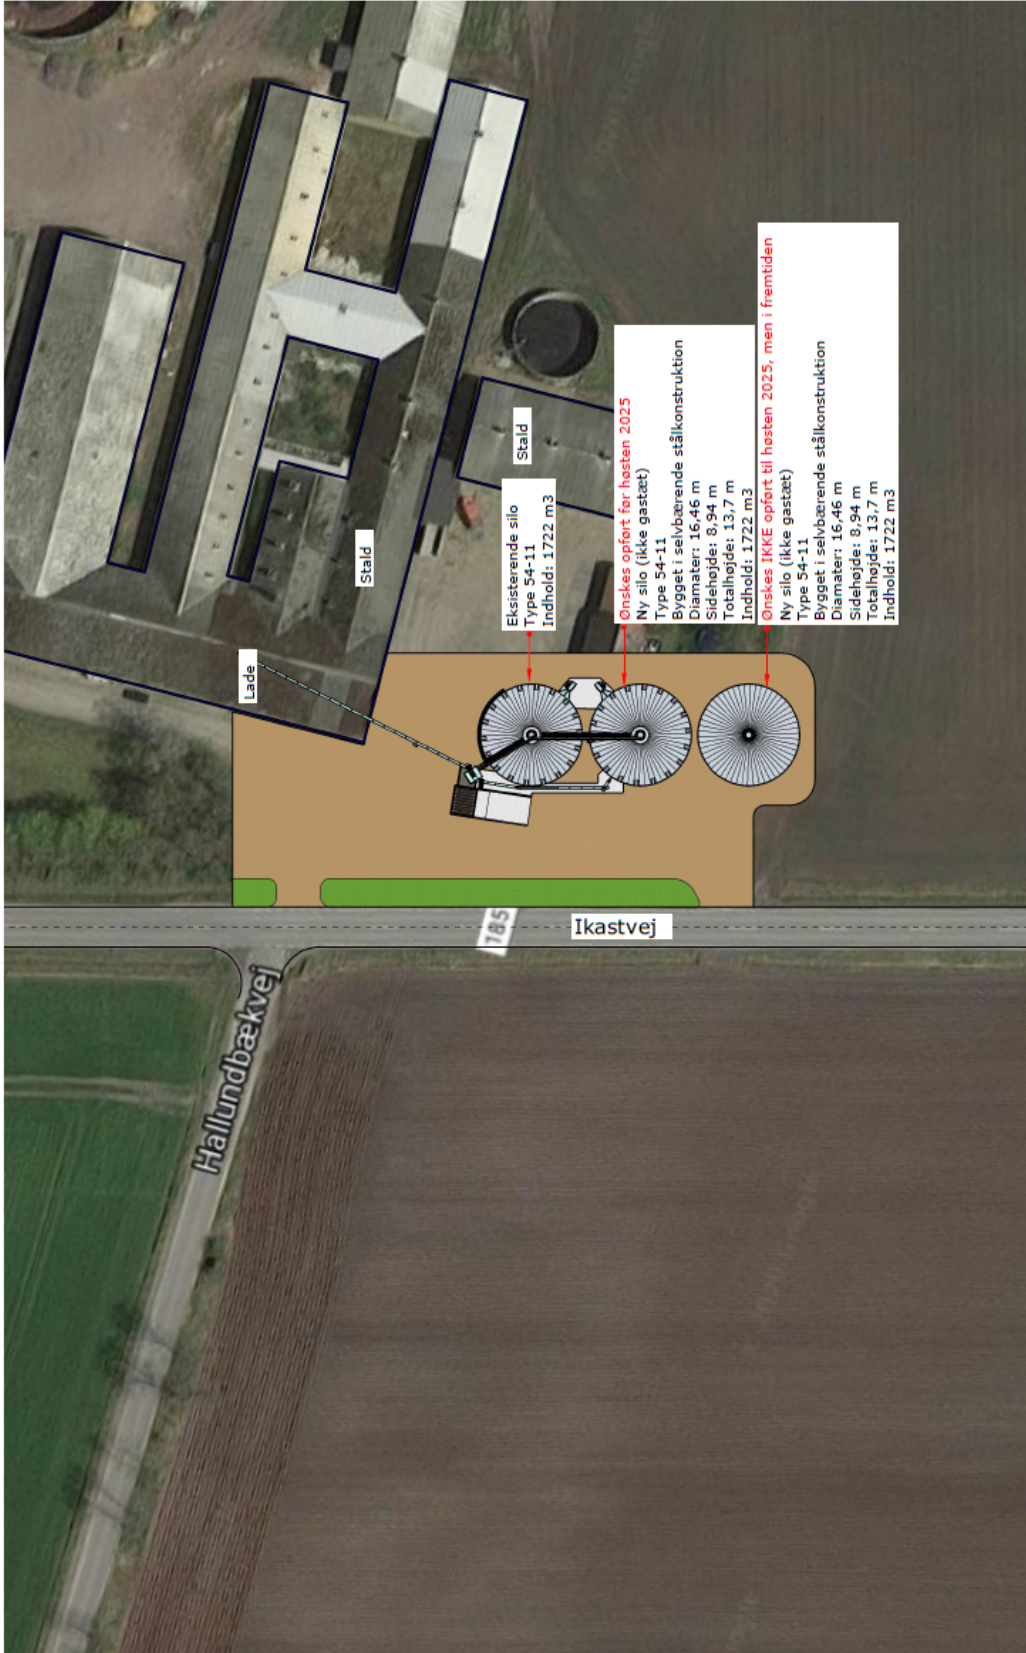 Lade
Stald
Stald
Eksisterende silo
Type 54-11
Indhold: 1722 m3
Ønskes opført før høsten 2025
Ny silo (ikke gastæt)
Type 54-11
Bygget i selvbærende stålkonstruktion
Diamater: 16,46 m
Sidehøjde: 8,94 m
Totalhøjde: 13,7 m
Indhold: 1722 m3
Ønskes IKKE opført til høsten 2025, men i fremtiden
Ny silo (ikke gastæt)
Type 54-11
Bygget i selvbærende stålkonstruktion
Diamater: 16,46 m
Sidehøjde: 8,94 m
Totalhøjde: 13,7 m
Indhold: 1722 m3
185
Ikastvej
Hallundbækvej